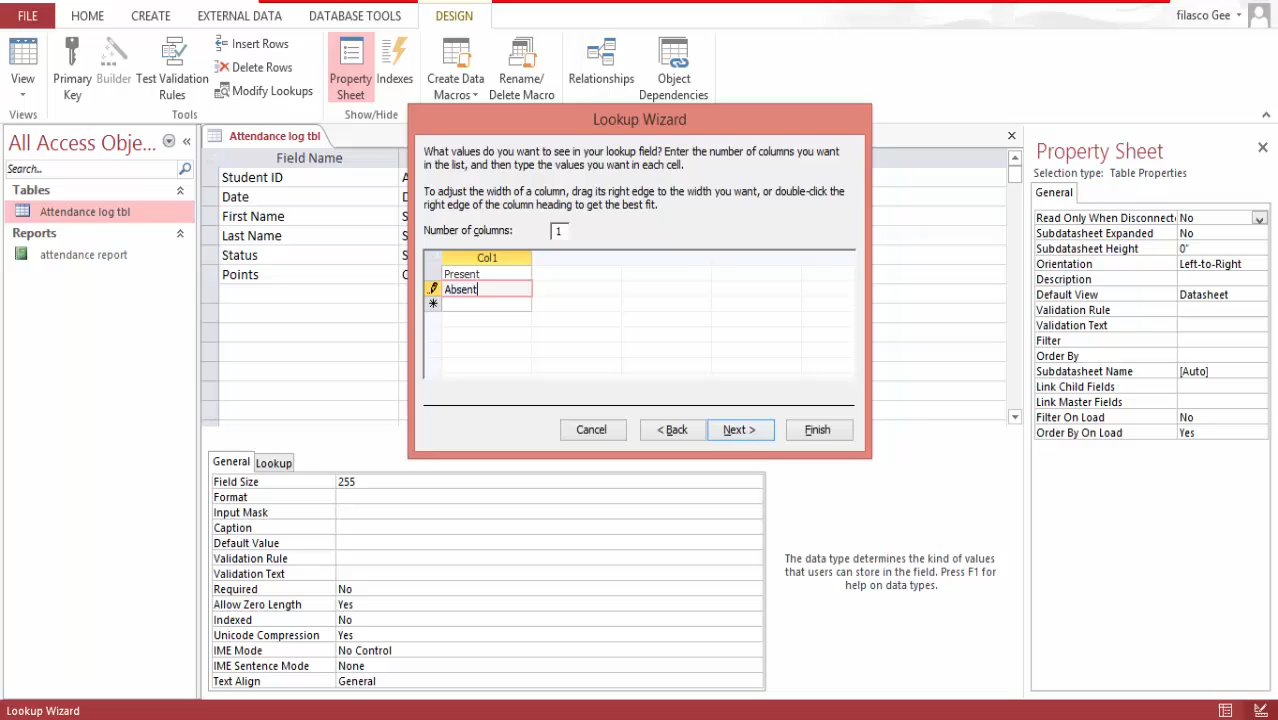 FILE HOME CREATE EXTERNAL DATA DATABASE TOOLS DESIGN filasco Gee
View
Primary Key
Builder
Test Validation Rules
Insert Rows
Delete Rows
Modify Lookups
Property Sheet
Indexes
Create Data Macros
Rename/ Delete Macro
Relationships
Object Dependencies
Views Tools Show/Hide
All Access Obje...
Search...
Tables
Attendance log tbl
Reports
attendance report
Attendance log tbl
Field Name
Student ID A
Date D
First Name S
Last Name S
Status S
Points C
Lookup Wizard
What values do you want to see in your lookup field? Enter the number of columns you want
in the list, and then type the values you want in each cell.
To adjust the width of a column, drag its right edge to the width you want, or double-click the
right edge of the column heading to get the best fit.
Number of columns: 1
Col1
Present
Absent
Cancel < Back Next > Finish
Property Sheet
Selection type: Table Properties
General
Read Only When Disconnecte No
Subdatasheet Expanded No
Subdatasheet Height 0"
Orientation Left-to-Right
Description
Default View Datasheet
Validation Rule
Validation Text
Filter
Order By
Subdatasheet Name [Auto]
Link Child Fields
Link Master Fields
Filter On Load No
Order By On Load Yes
General Lookup
Field Size 255
Format
Input Mask
Caption
Default Value
Validation Rule
Validation Text
Required No
Allow Zero Length Yes
Indexed No
Unicode Compression Yes
IME Mode No Control
IME Sentence Mode None
Text Align General
The data type determines the kind of values
that users can store in the field. Press F1 for
help on data types.
Lookup Wizard